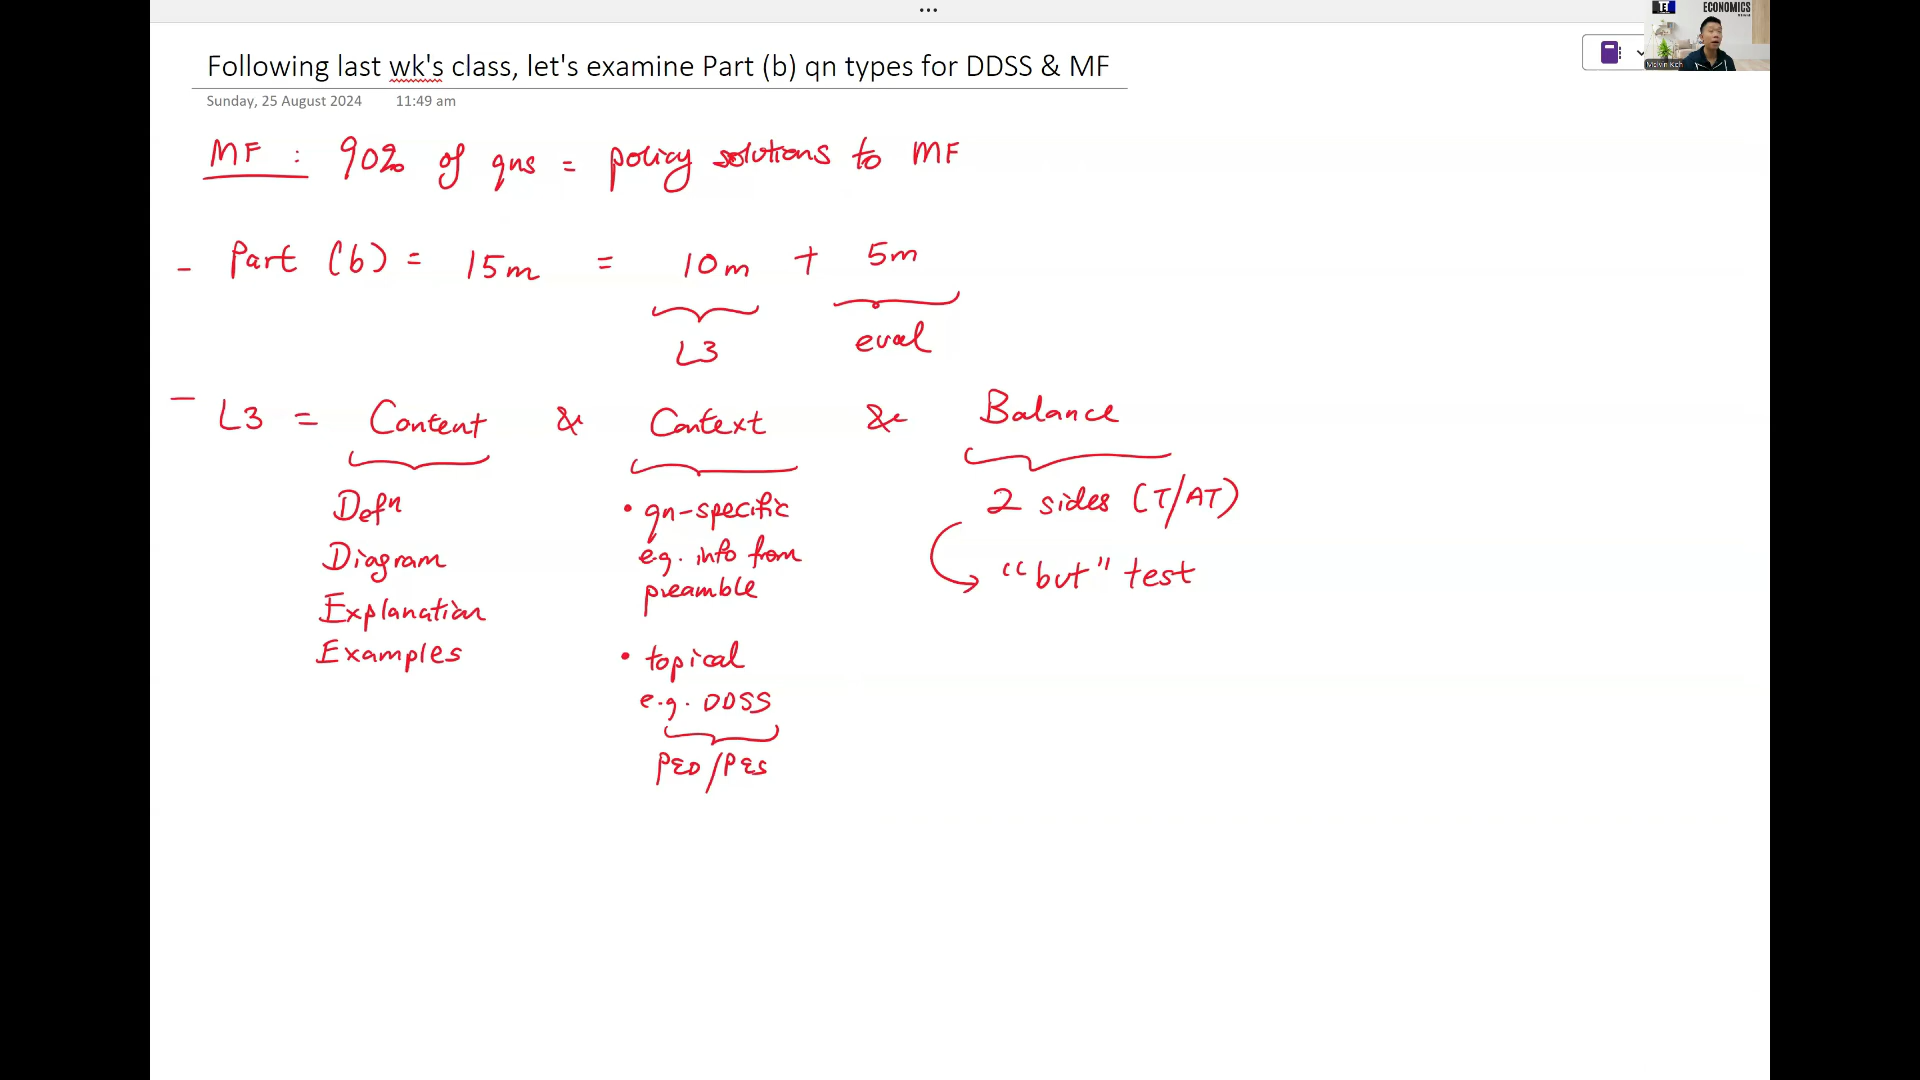 ...
ECONOMICS
Melvin Koh
Following last wk's class, let's examine Part (b) qn types for DDSS & MF
Sunday, 25 August 2024 11:49 am
MF : 90% of qns = policy solutions to MF
- Part (b) = 15m = 10m + 5m
L3 eval
- L3 = Content & Context & Balance
Defn
Diagram
Explanation
Examples
• qn-specific
e.g. info from
preamble
• topical
e.g. DDSS
PED/PES
2 sides (T/AT)
"but" test